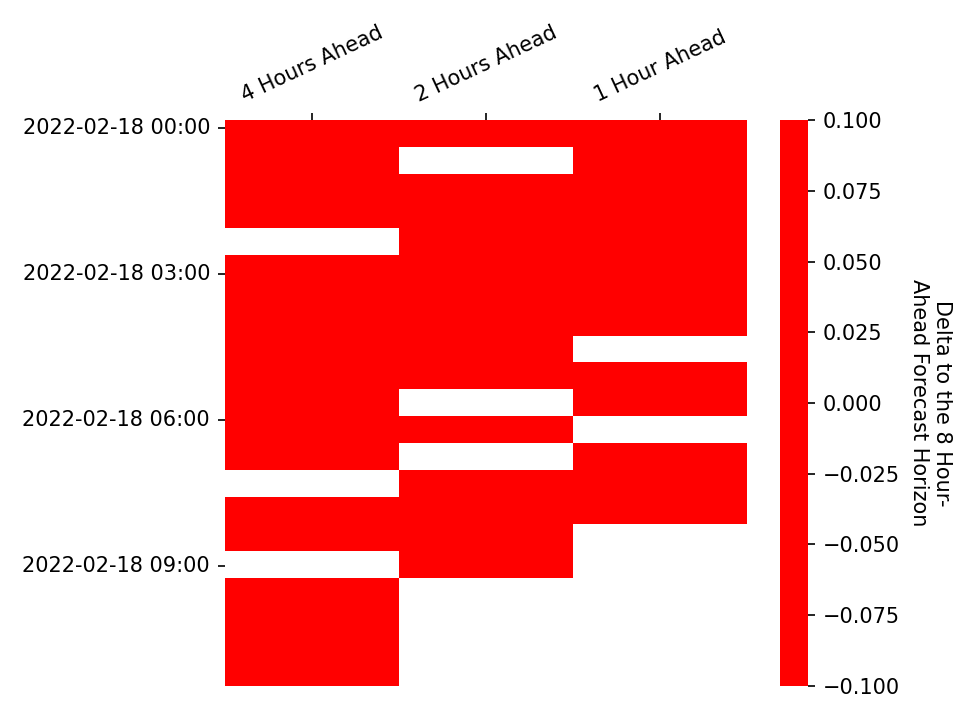 4 Hours Ahead
2 Hours Ahead
1 Hour Ahead
2022-02-18 00:00
2022-02-18 03:00
2022-02-18 06:00
2022-02-18 09:00
0.100
0.075
0.050
0.025
0.000
−0.025
−0.050
−0.075
−0.100
Delta to the 8 Hour-
Ahead Forecast Horizon